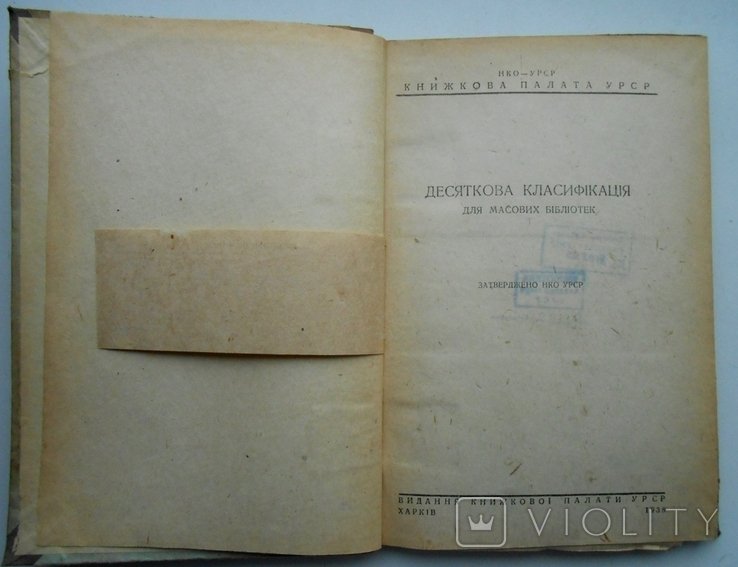 НКО—УРСР
КНИЖКОВА ПАЛАТА УРСР
ДЕСЯТКОВА КЛАСИФІКАЦІЯ
ДЛЯ МАСОВИХ БІБЛІОТЕК
ЗАТВЕРДЖЕНО НКО УРСР
ВИДАННЯ КНИЖКОВОЇ ПАЛАТИ УРСР
ХАРКІВ 1938
VIOLITY